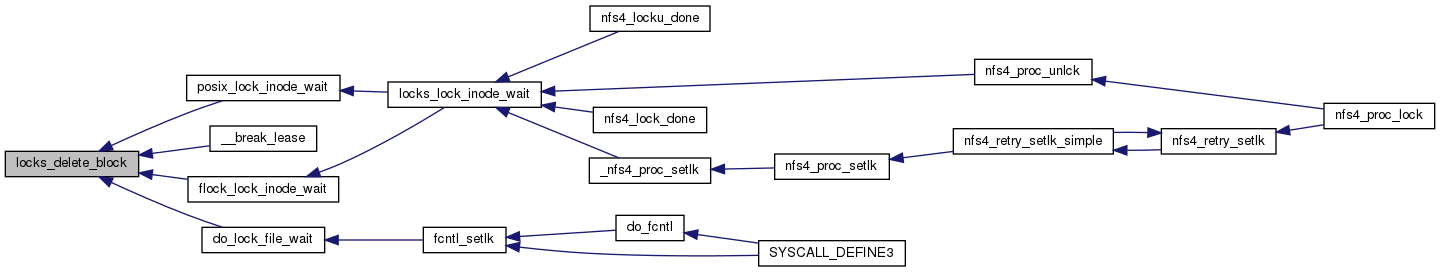 nfs4_locku_done
nfs4_proc_unlck
posix_lock_inode_wait
locks_lock_inode_wait
nfs4_proc_lock
nfs4_lock_done
__break_lease
nfs4_retry_setlk_simple
nfs4_retry_setlk
locks_delete_block
nfs4_proc_setlk
_nfs4_proc_setlk
flock_lock_inode_wait
do_fcntl
do_lock_file_wait
fcntl_setlk
SYSCALL_DEFINE3